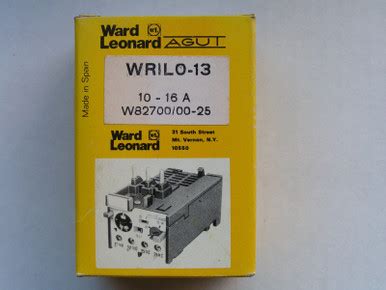 Ward
Leonard AGUT
Made in Spain
WRILO-13
10 - 16 A
W82700/00-25
Ward
Leonard
31 South Street
Mt. Vernon, N.Y.
10550